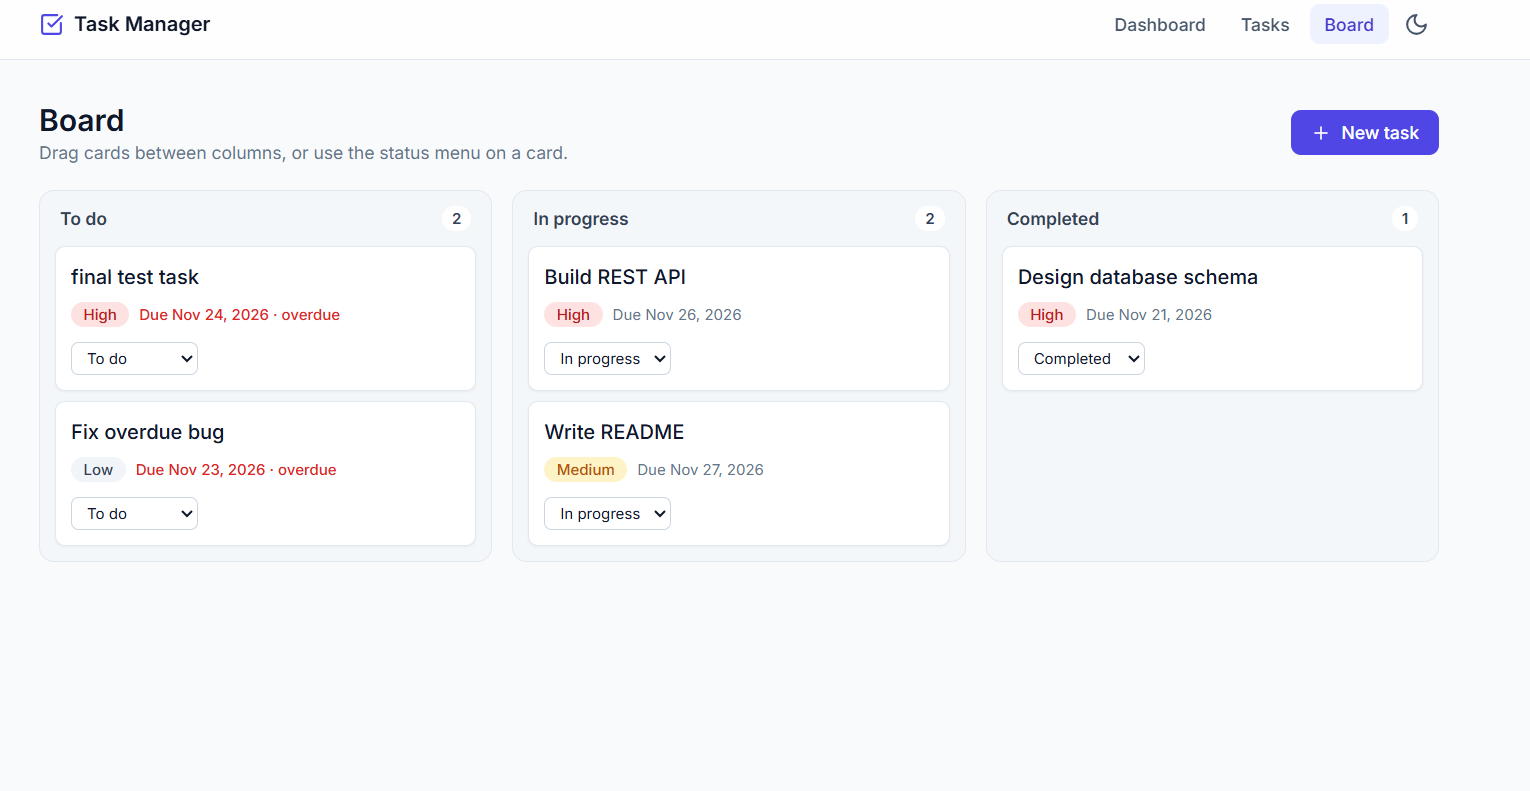 Task Manager
Dashboard
Tasks
Board
Board
Drag cards between columns, or use the status menu on a card.
New task
To do
2
final test task
High
Due Nov 24, 2026 · overdue
To do
Fix overdue bug
Low
Due Nov 23, 2026 · overdue
To do
In progress
2
Build REST API
High
Due Nov 26, 2026
In progress
Write README
Medium
Due Nov 27, 2026
In progress
Completed
1
Design database schema
High
Due Nov 21, 2026
Completed